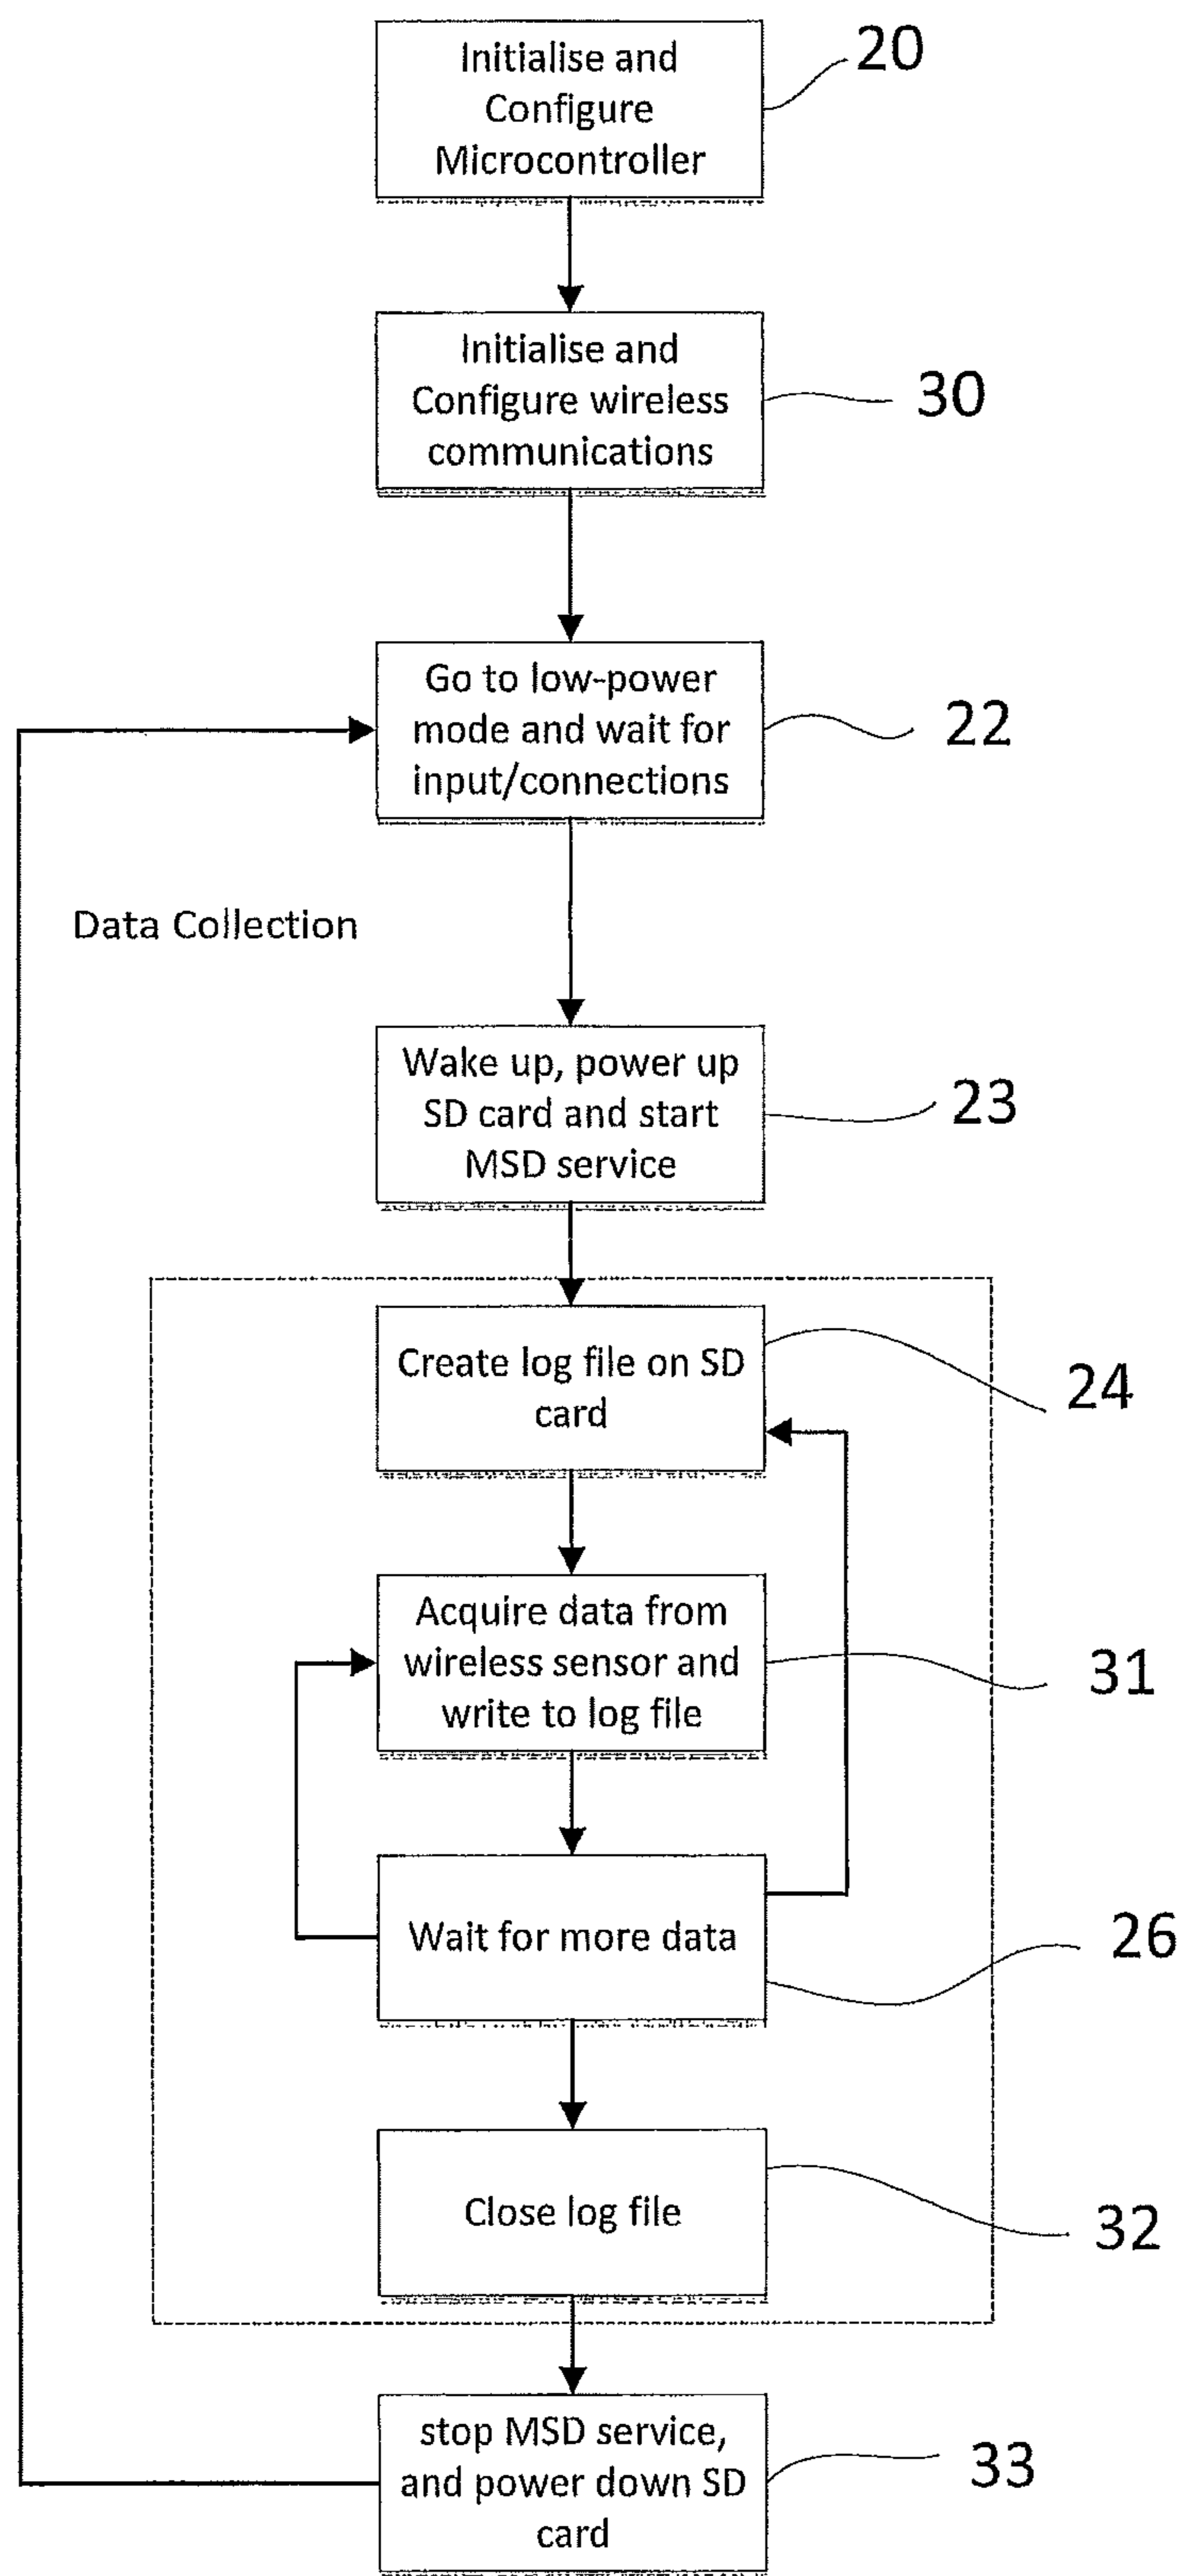 Initialise and
Configure
Microcontroller
20
Initialise and
Configure wireless
communications
30
Go to low-power
mode and wait for
input/connections
22
Data Collection
Wake up, power up
SD card and start
MSD service
23
Create log file on SD
card
24
Acquire data from
wireless sensor and
write to log file
31
Wait for more data
26
Close log file
32
stop MSD service,
and power down SD
card
33